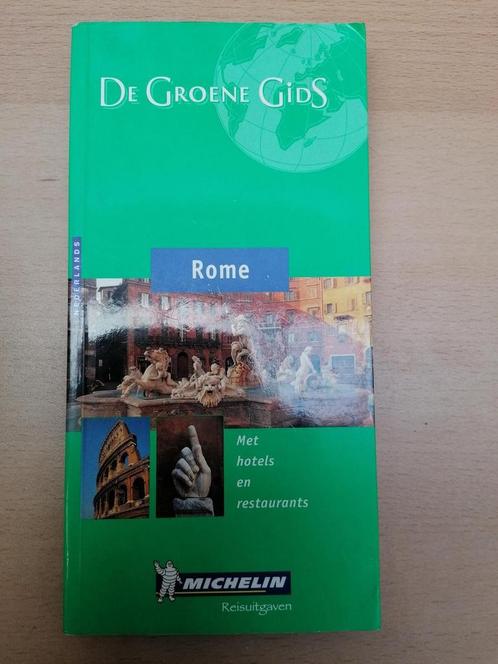 DE GROENE GIDS
NEDERLANDS
Rome
Met
hotels
en
restaurants
MICHELIN
Reisuitgaven